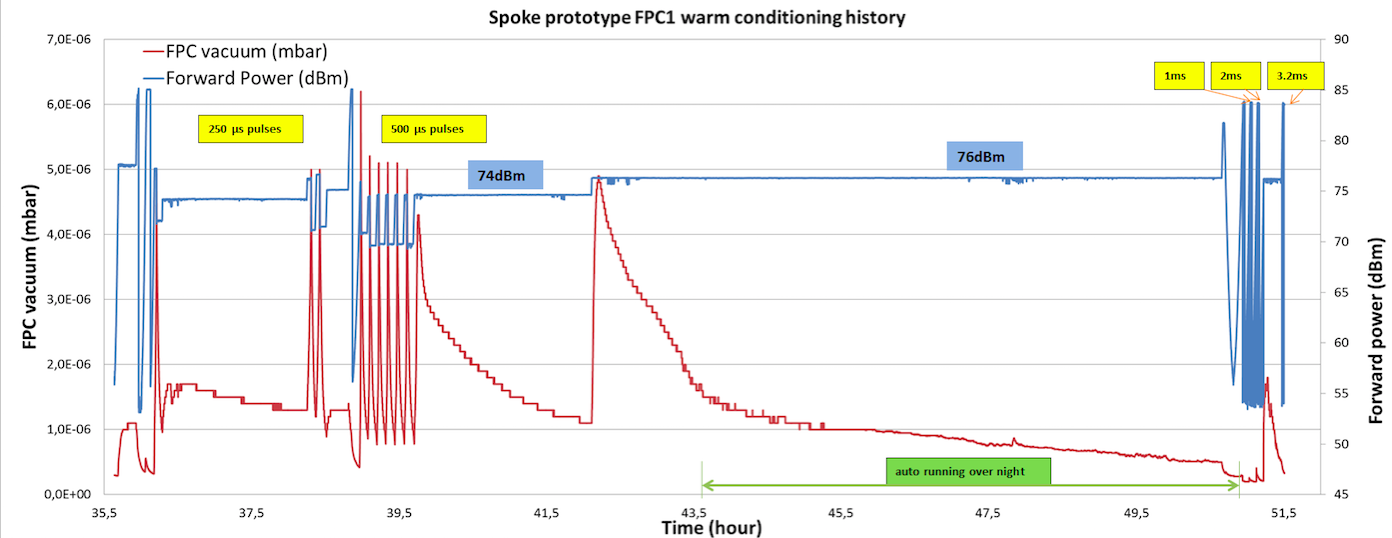 Spoke prototype FPC1 warm conditioning history
7,0E-06
6,0E-06
5,0E-06
4,0E-06
3,0E-06
2,0E-06
1,0E-06
0,0E+00
FPC vacuum (mbar)
FPC vacuum (mbar)
Forward Power (dBm)
250 µs pulses
500 µs pulses
74dBm
76dBm
1ms
2ms
3.2ms
auto running over night
90
85
80
75
70
65
60
55
50
45
Forward power (dBm)
35,5
37,5
39,5
41,5
43,5
45,5
47,5
49,5
51,5
Time (hour)